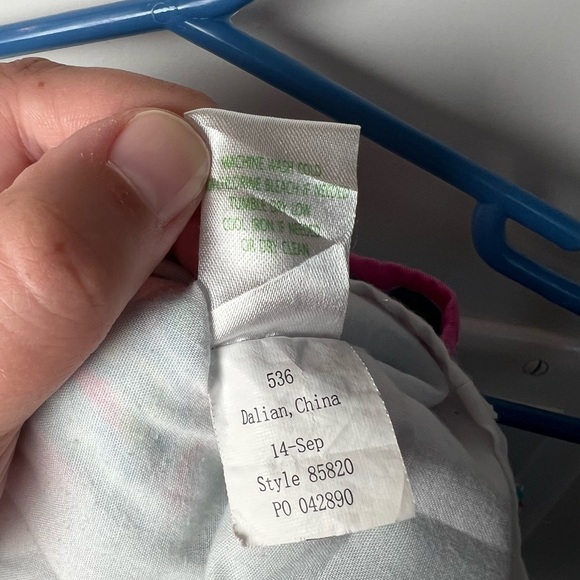 MACHINE WASH COLD
CHLORINE BLEACH IF NEEDED
TUMBLE DRY LOW
COOL IRON IF NEEDED
OR DRY CLEAN
536
Dalian, China
14-Sep
Style 85820
PO 042890